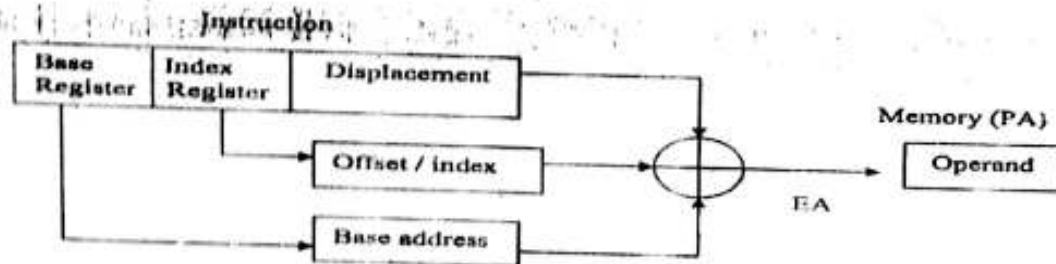 Instruction
Base Register
Index Register
Displacement
Memory (PA)
Offset / index
Operand
EA
Base address